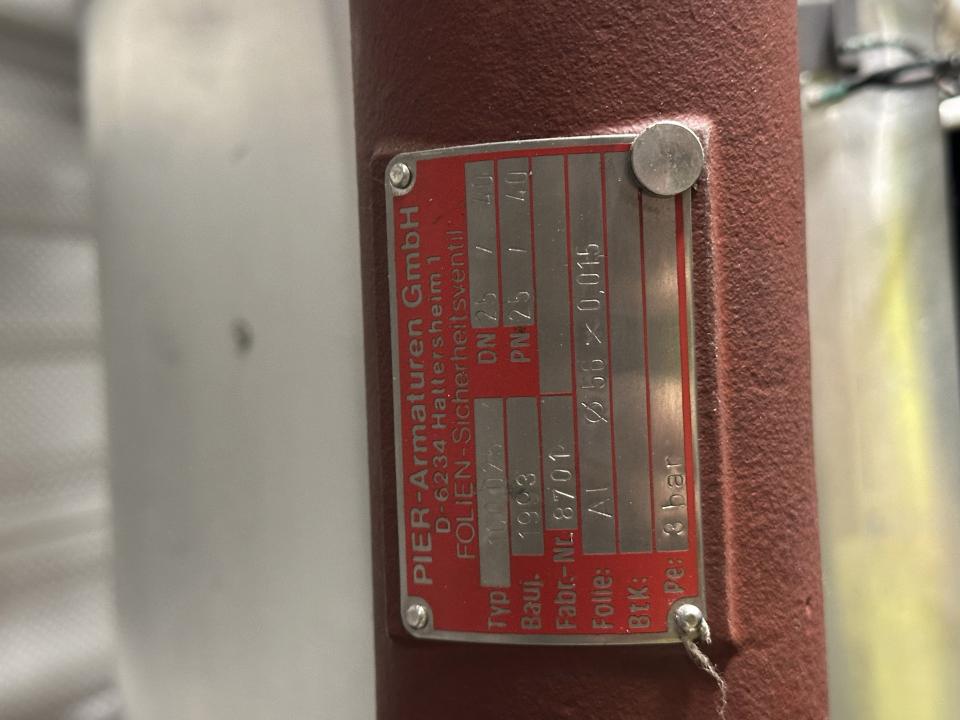 PIER-Armaturen GmbH
D-6234 Hattersheim 1
FOLIEN-Sicherheitsventil
Typ DN 25 / 40
Bauj. 1993 PN 25 / 40
Fabr.-Nr. 8701
Folie: Al Ø 56 × 0,015
BtK:
Pe: 8 bar